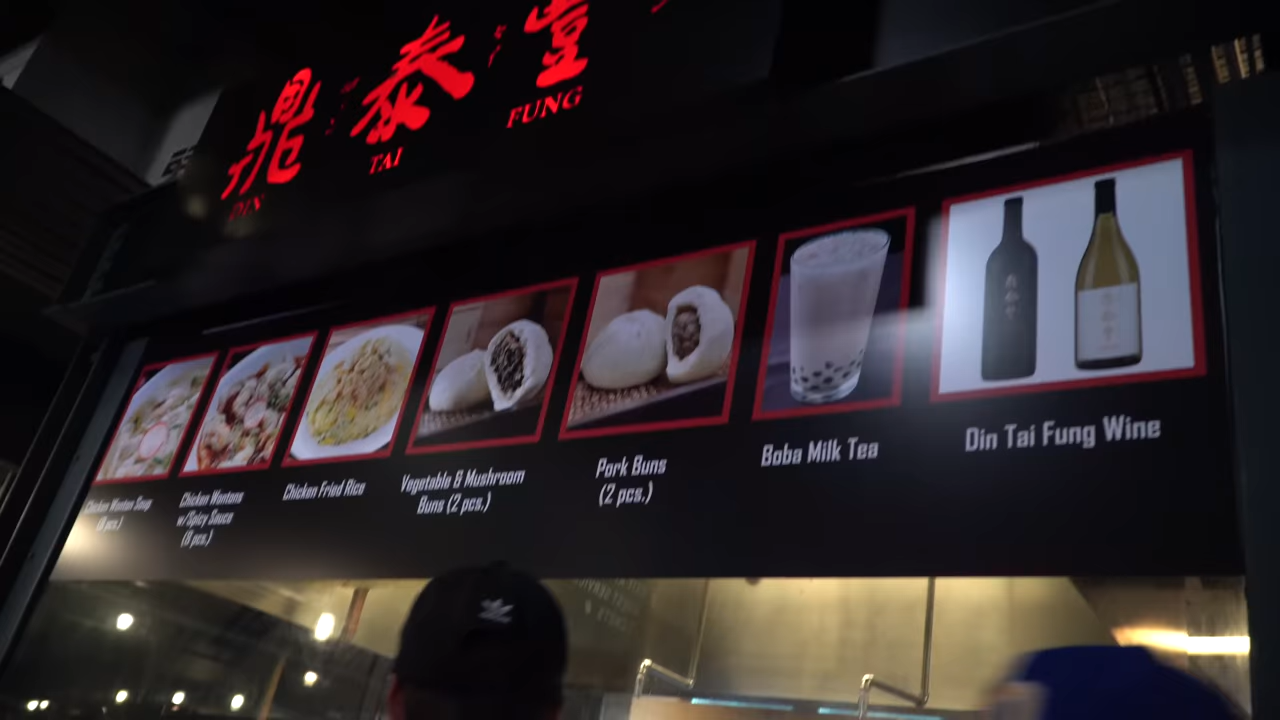 鼎泰豐
DIN TAI FUNG
Chicken Wonton Soup
(8 pcs.)
Chicken Wontons
w/Spicy Sauce
(8 pcs.)
Chicken Fried Rice
Vegetable & Mushroom
Buns (2 pcs.)
Pork Buns
(2 pcs.)
Boba Milk Tea
Din Tai Fung Wine